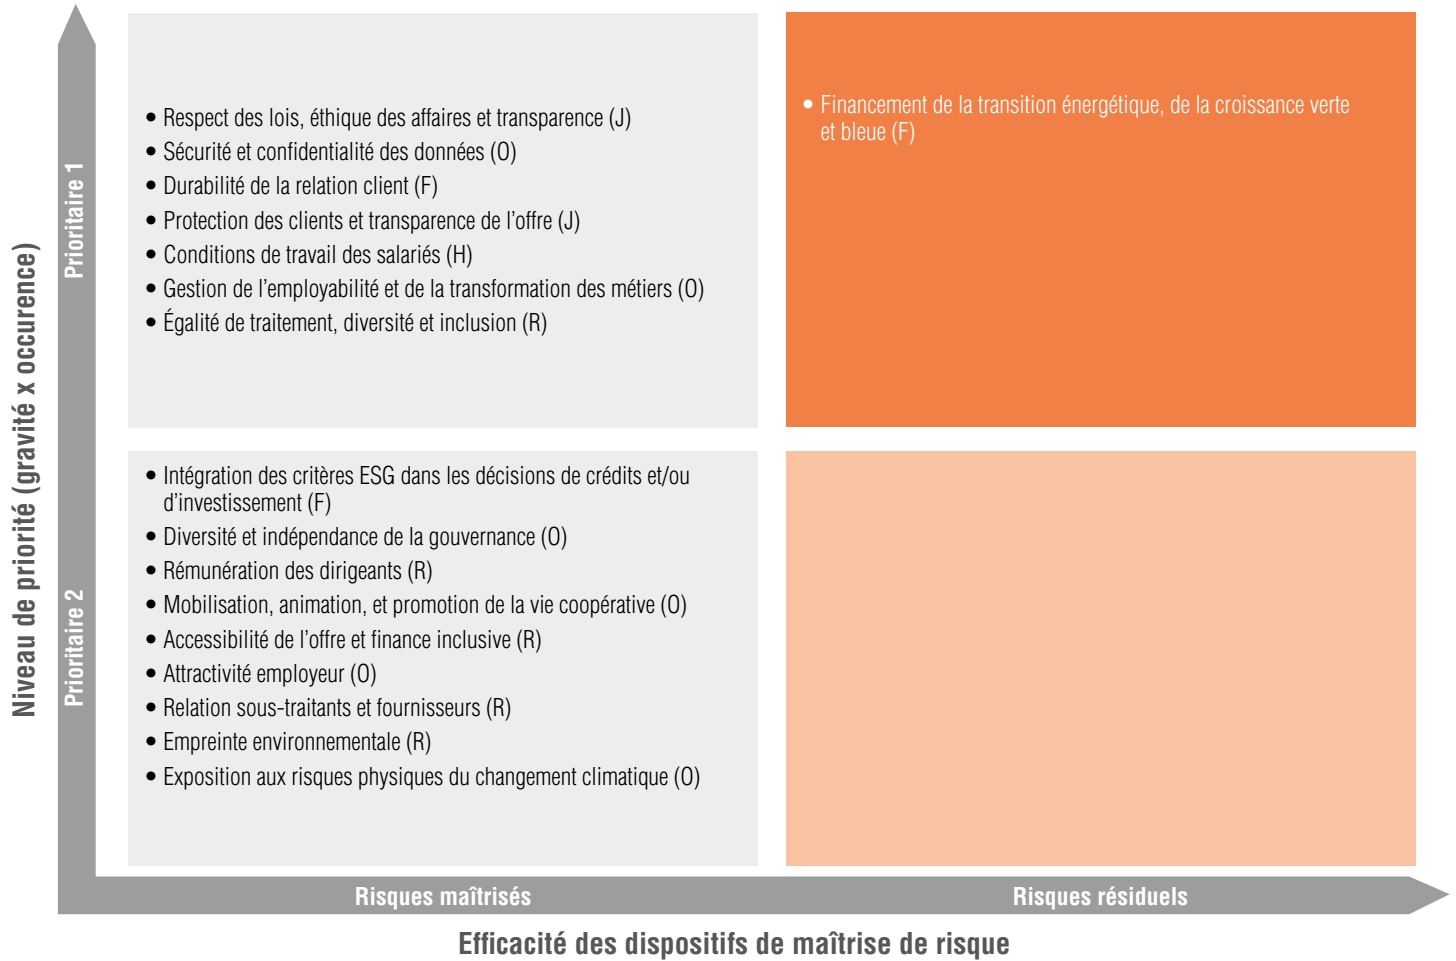 Niveau de priorité (gravité x occurence)
Prioritaire 1
• Respect des lois, éthique des affaires et transparence (J)
• Sécurité et confidentialité des données (O)
• Durabilité de la relation client (F)
• Protection des clients et transparence de l’offre (J)
• Conditions de travail des salariés (H)
• Gestion de l’employabilité et de la transformation des métiers (O)
• Égalité de traitement, diversité et inclusion (R)
• Financement de la transition énergétique, de la croissance verte
et bleue (F)
Prioritaire 2
• Intégration des critères ESG dans les décisions de crédits et/ou
d’investissement (F)
• Diversité et indépendance de la gouvernance (O)
• Rémunération des dirigeants (R)
• Mobilisation, animation, et promotion de la vie coopérative (O)
• Accessibilité de l’offre et finance inclusive (R)
• Attractivité employeur (O)
• Relation sous-traitants et fournisseurs (R)
• Empreinte environnementale (R)
• Exposition aux risques physiques du changement climatique (O)
Risques maîtrisés
Risques résiduels
Efficacité des dispositifs de maîtrise de risque